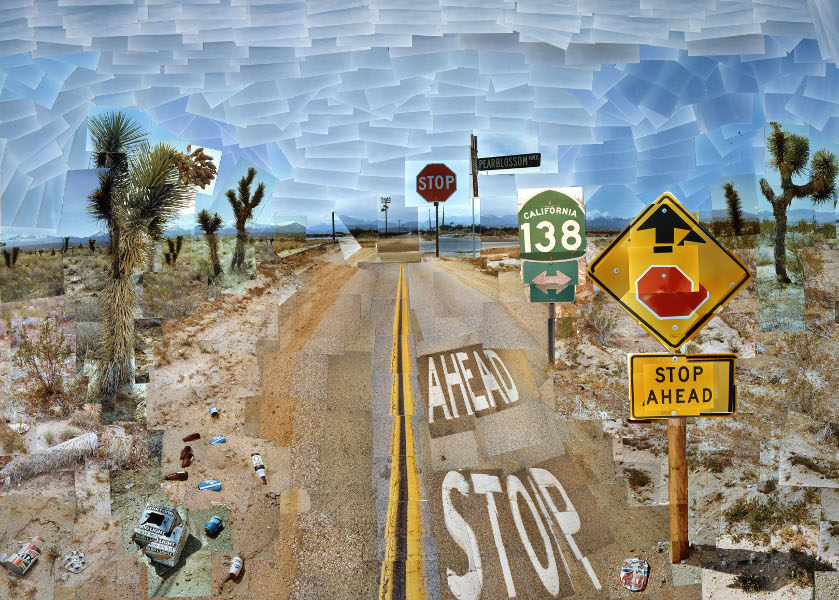 PEARBLOSSOM HWY
STOP
CALIFORNIA
138
STOP
AHEAD
AHEAD
STOP